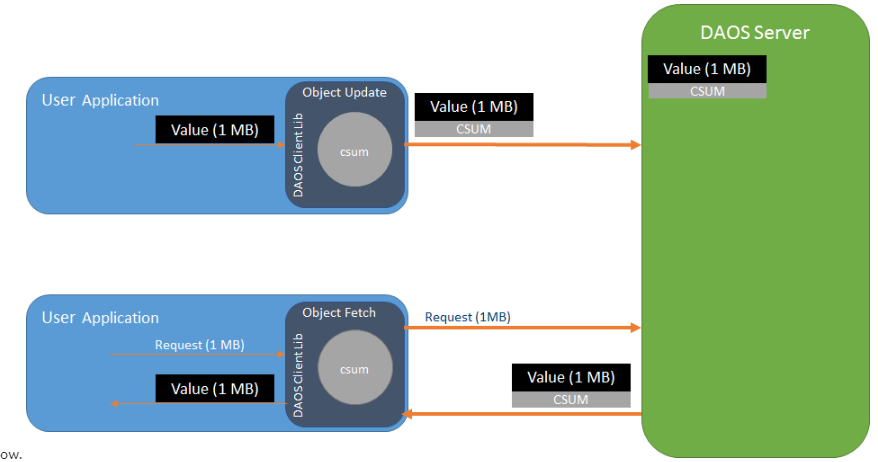 DAOS Server
Value (1 MB)
CSUM
User Application
Object Update
Value (1 MB)
DAOS Client Lib
csum
Value (1 MB)
CSUM
User Application
Object Fetch
Request (1 MB)
Value (1 MB)
DAOS Client Lib
csum
Request (1MB)
Value (1 MB)
CSUM
ow.